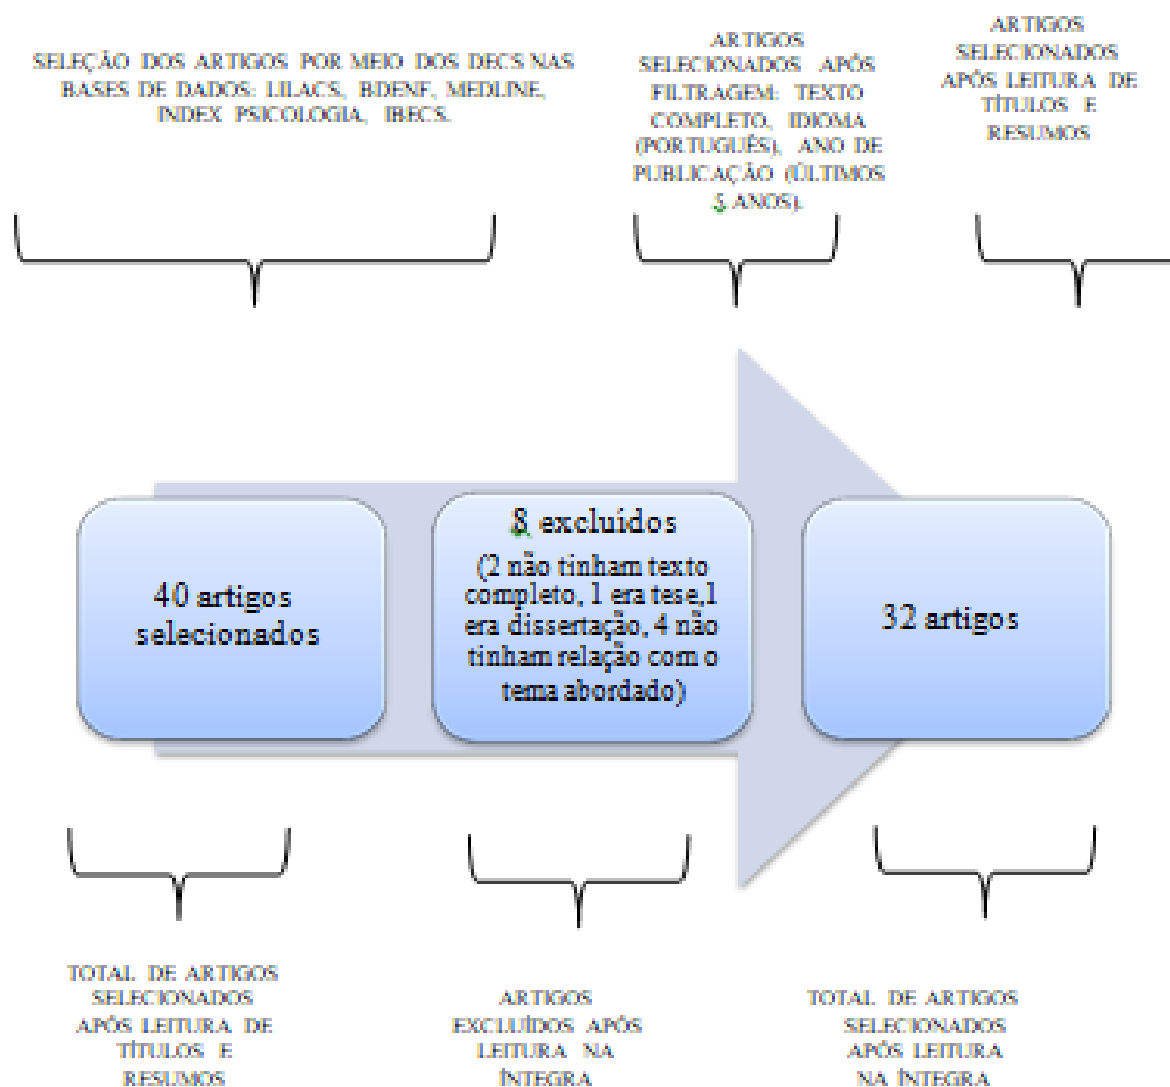 SELEÇÃO DOS ARTIGOS POR MEIO DOS DECS NAS
BASES DE DADOS: LILACS, BDENF, MEDLINE,
INDEX PSICOLOGIA, IBECS.
ARTIGOS
SELECIONADOS APÓS
FILTRAGEM: TEXTO
COMPLETO, IDIOMA
(PORTUGUÊS), ANO DE
PUBLICAÇÃO (ÚLTIMOS
5 ANOS).
ARTIGOS
SELECIONADOS
APÓS LEITURA DE
TÍTULOS E
RESUMOS
40 artigos
selecionados
8 excluídos
(2 não tinham texto
completo, 1 era tese,1
era dissertação, 4 não
tinham relação com o
tema abordado)
32 artigos
TOTAL DE ARTIGOS
SELECIONADOS
APÓS LEITURA DE
TÍTULOS E
RESUMOS
ARTIGOS
EXCLUÍDOS APÓS
LEITURA NA
ÍNTEGRA
TOTAL DE ARTIGOS
SELECIONADOS
APÓS LEITURA
NA ÍNTEGRA